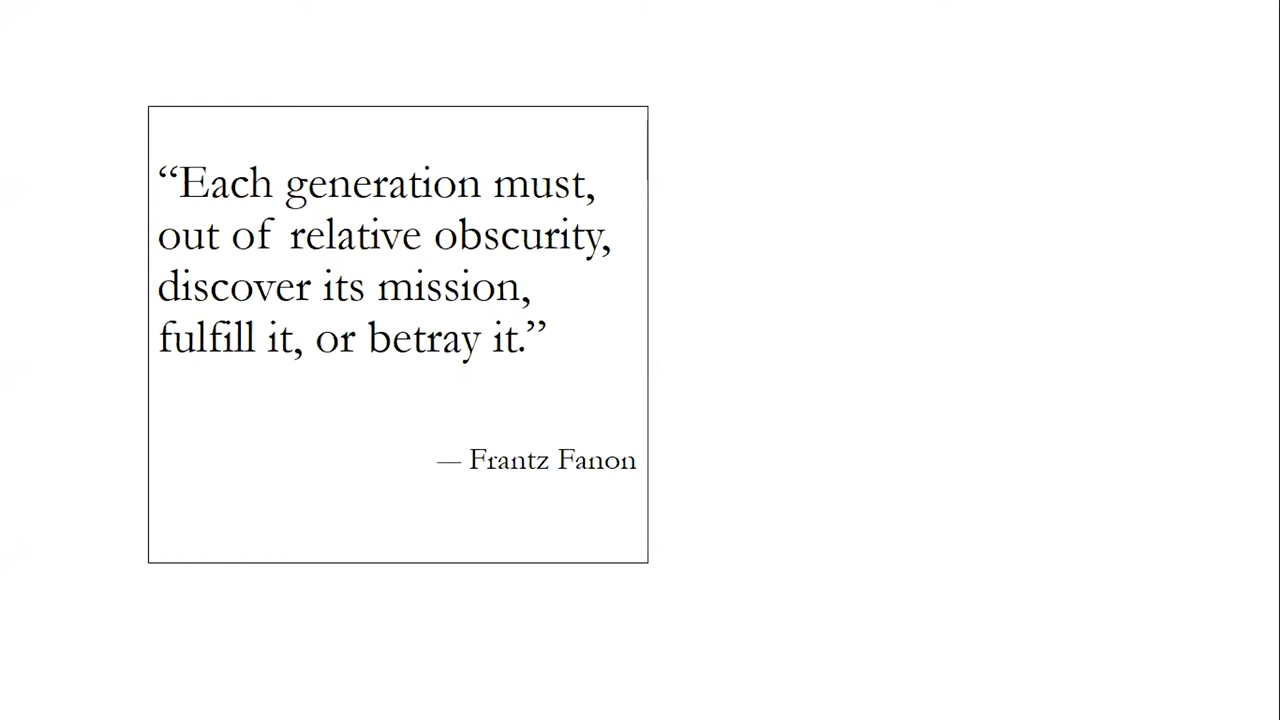 “Each generation must,
out of relative obscurity,
discover its mission,
fulfill it, or betray it.”
— Frantz Fanon